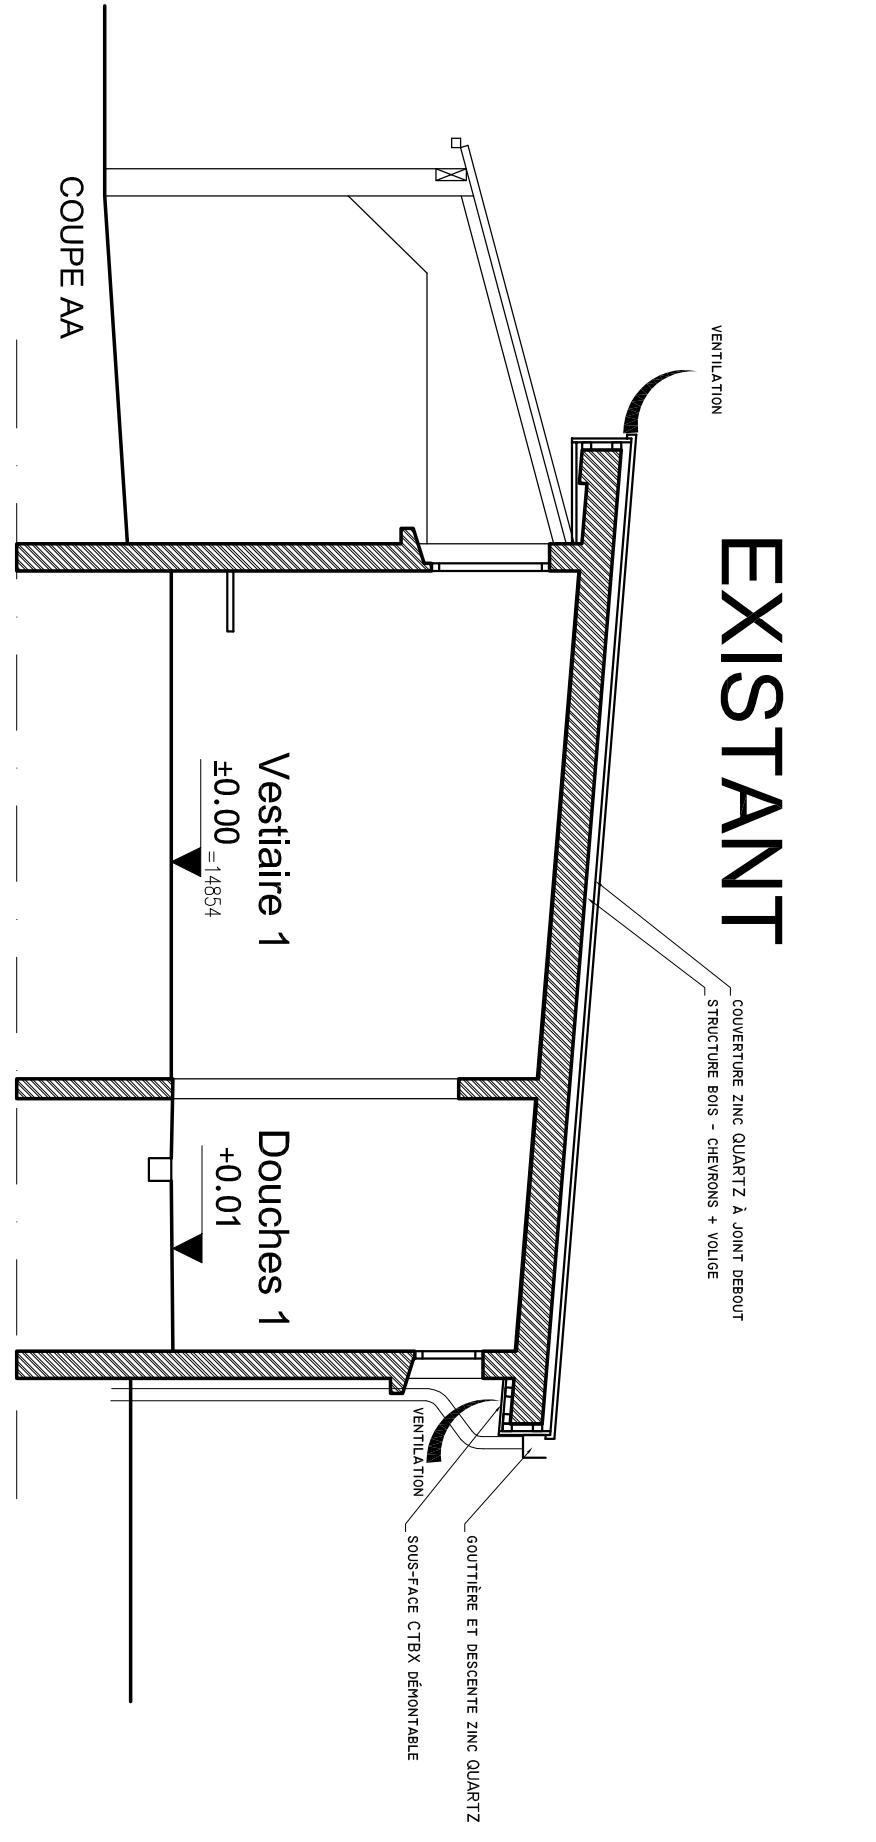 EXISTANT
VENTILATION
COUVERTURE ZINC QUARTZ À JOINT DEBOUT
STRUCTURE BOIS - CHEVRONS + VOLIGE
Vestiaire 1
±0.00 =14854
Douches 1
+0.01
VENTILATION
GOUTTIÈRE ET DESCENTE ZINC QUARTZ
SOUS-FACE CTBX DÉMONTABLE
COUPE AA